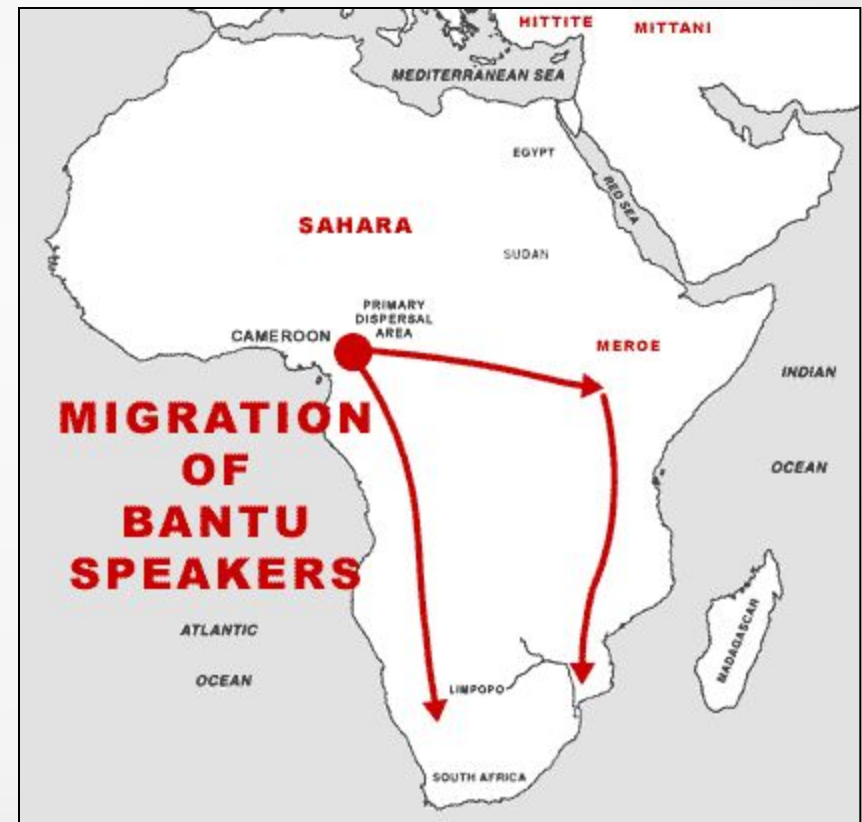 HITTITE
MITTANI
MEDITERRANEAN SEA
EGYPT
RED SEA
SAHARA
SUDAN
PRIMARY
DISPERSAL
AREA
CAMEROON
MEROE
INDIAN
OCEAN
MIGRATION
OF
BANTU
SPEAKERS
ATLANTIC
OCEAN
MADAGASCAR
LIMPOPO
SOUTH AFRICA